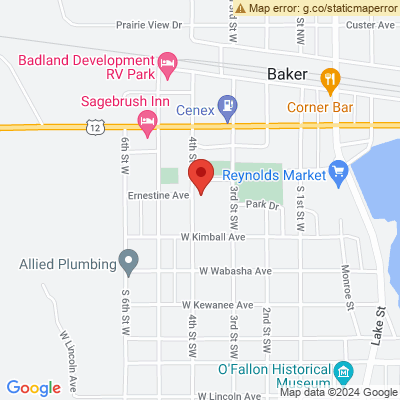 Map error: g.co/staticmaperror
Prairie View Dr
3rd St SW
1st St NW
Custer Ave
Badland Development
RV Park
Baker
Corner Bar
Sagebrush Inn
Cenex
12
6th St W
4th St
Reynolds Market
Ernestine Ave
3rd St SW
Park Dr
S 1st St W
W Kimball Ave
Allied Plumbing
W Wabasha Ave
Monroe St
S 6th St W
W Kewanee Ave
Lake St
4th St SW
3rd St SW
2nd St SW
W Lincoln Ave
O'Fallon Historical
Museum
Google
W Lincoln Ave
Map data ©2024 Google